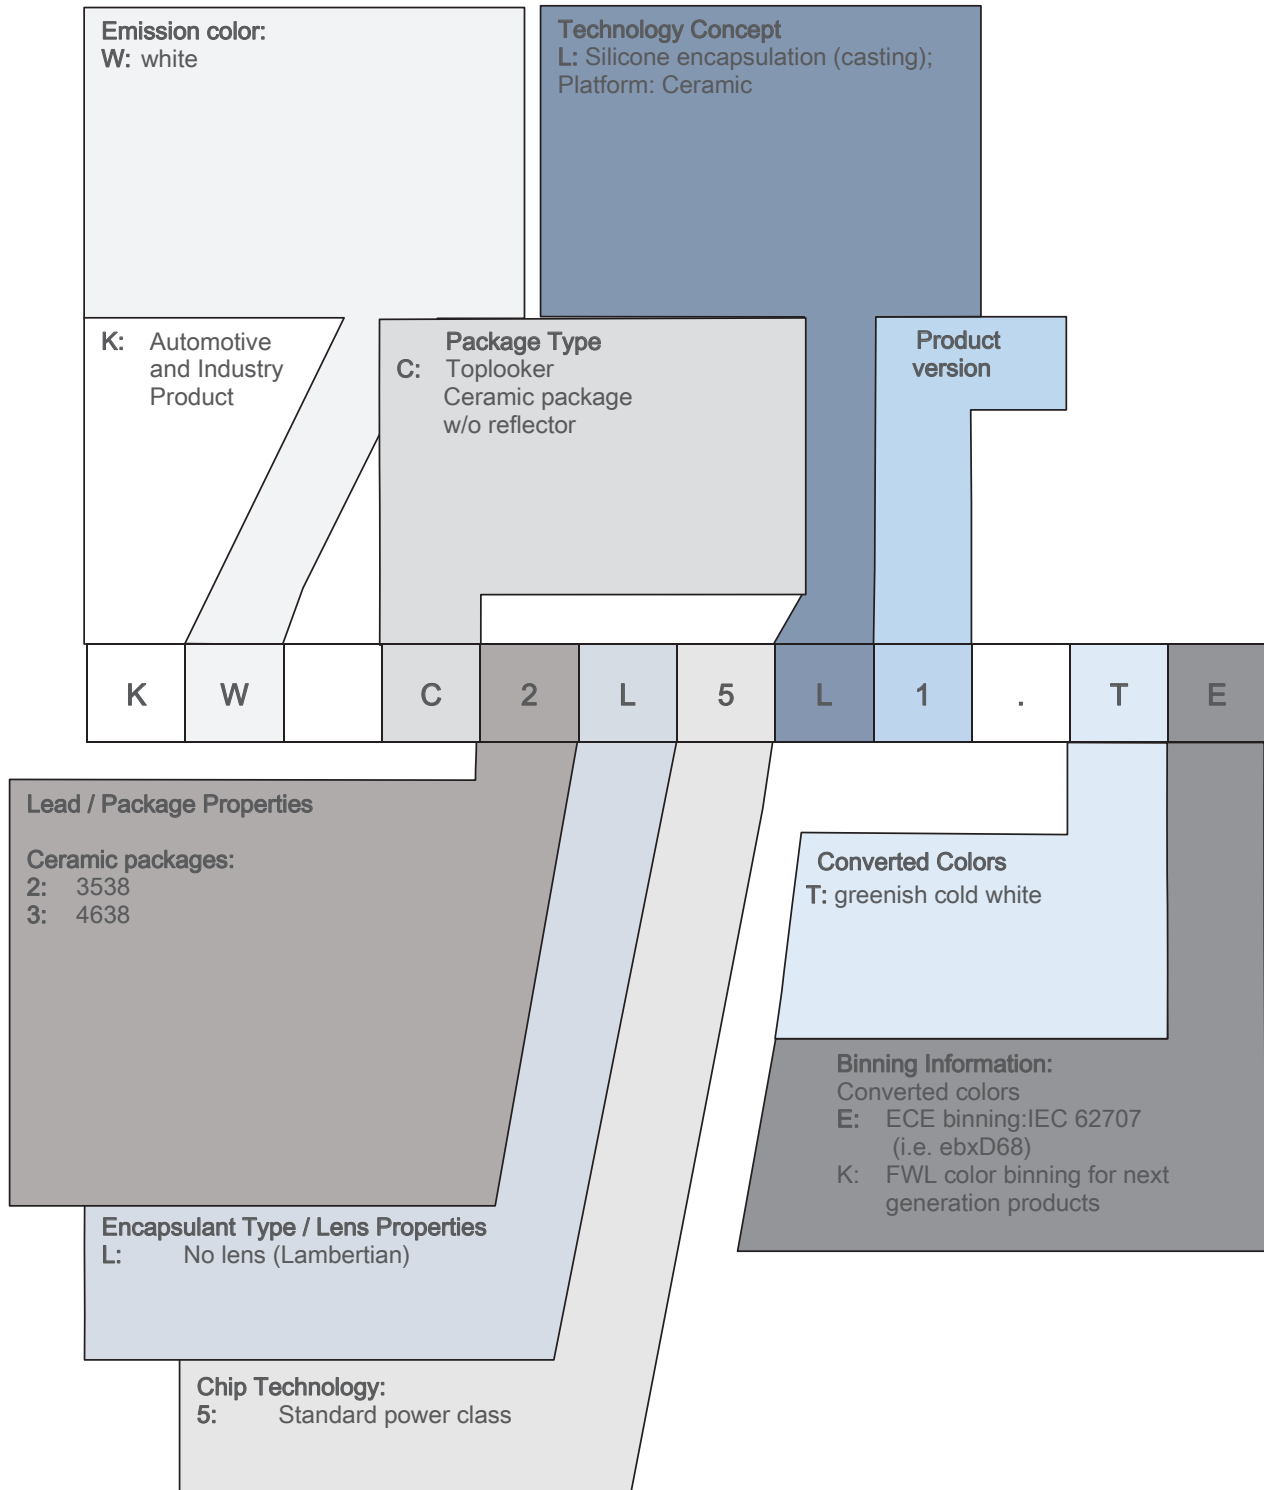 Emission color:
W: white
Technology Concept
L: Silicone encapsulation (casting);
Platform: Ceramic
K: Automotive
and Industry
Product
Package Type
C: Toplooker
Ceramic package
w/o reflector
Product
version
K W C 2 L 5 L 1 . T E
Lead / Package Properties
Ceramic packages:
2: 3538
3: 4638
Converted Colors
T: greenish cold white
Binning Information:
Converted colors
E: ECE binning:IEC 62707
(i.e. ebxD68)
K: FWL color binning for next
generation products
Encapsulant Type / Lens Properties
L: No lens (Lambertian)
Chip Technology:
5: Standard power class